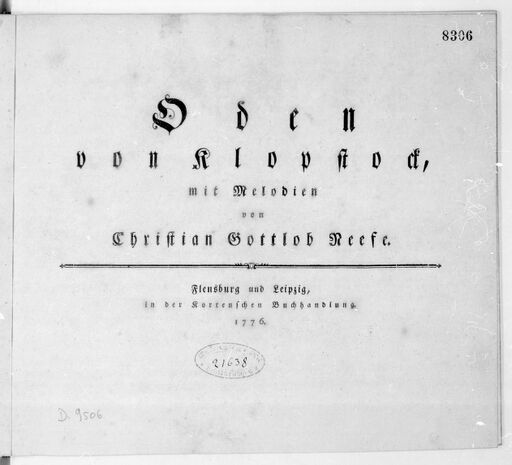 8306
Oden
von Klopstock,
mit Melodien
von
Christian Gottlob Neefe.
Flensburg und Leipzig,
in der Kortenschen Buchhandlung.
1776.
21638
D. 9506